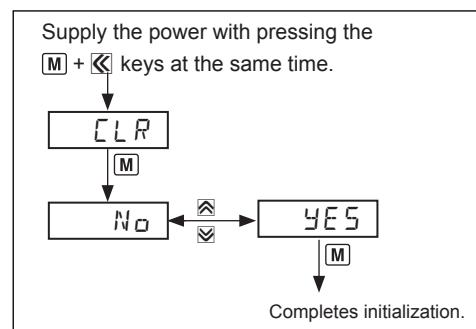 Supply the power with pressing the
M + « keys at the same time.
CLR
M
No
YES
M
Completes initialization.